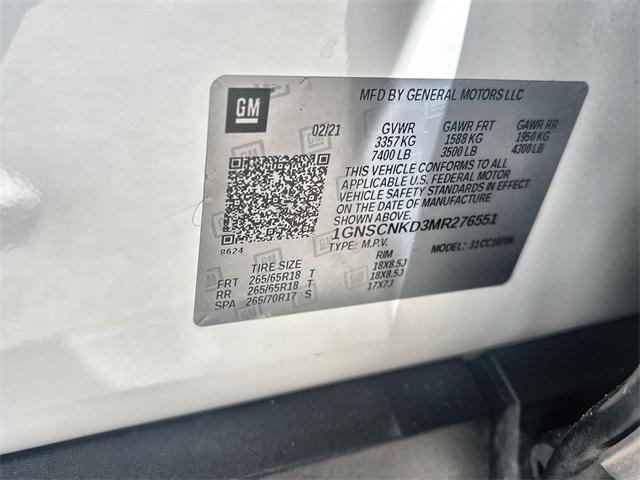 GM
MFD BY GENERAL MOTORS LLC
02/21 GVWR GAWR FRT GAWR RR
3357 KG 1588 KG 1950 KG
7400 LB 3500 LB 4300 LB
THIS VEHICLE CONFORMS TO ALL
APPLICABLE U.S. FEDERAL MOTOR
VEHICLE SAFETY STANDARDS IN EFFECT
ON THE DATE OF MANUFACTURE
SHOWN ABOVE.
1GNSCNKD3MR276551
8624
TYPE: M.P.V. MODEL:
TIRE SIZE RIM
FRT 265/65R18 T 18X8.5J
RR 265/65R18 T 18X8.5J
SPA 265/70R17 S 17X7J